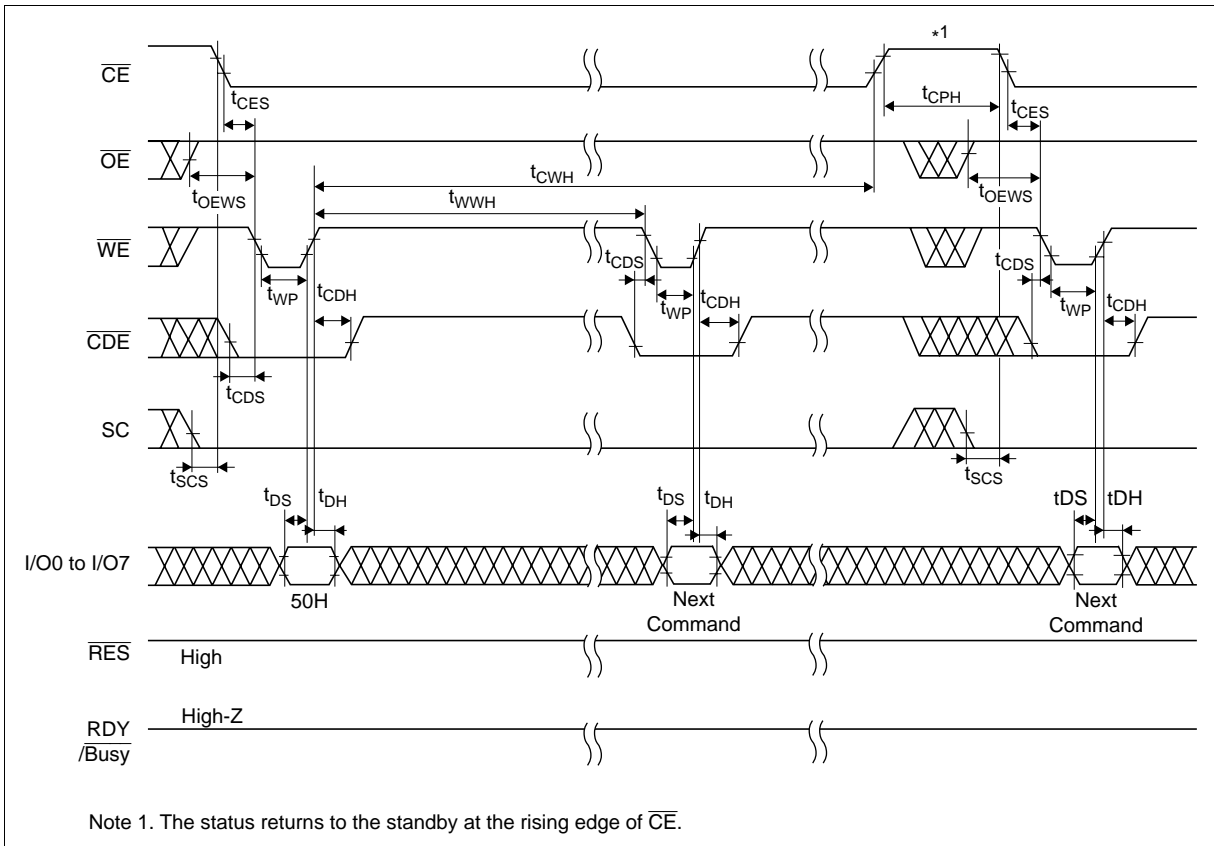 *1
CE
tCES
tCPH
tCES
OE
tOEWS
tCWH
tOEWS
tWWH
WE
tCDS
tCDS
tWP
tCDH
tWP
tCDH
tWP
tCDH
CDE
tCDS
SC
tSCS
tSCS
tDS
tDH
tDS
tDH
tDS
tDH
I/O0 to I/O7
50H
Next
Command
Next
Command
RES
High
RDY
/Busy
High-Z
Note 1. The status returns to the standby at the rising edge of CE.